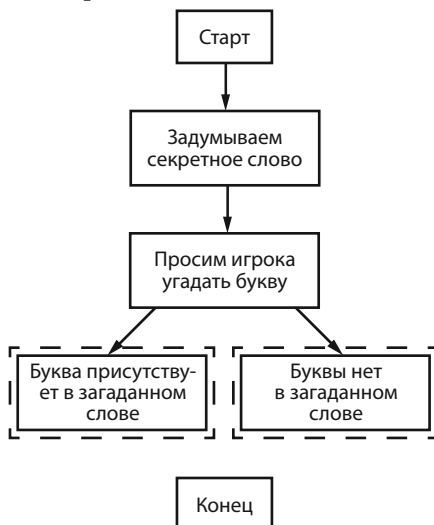 Старт
Задумываем
секретное слово
Просим игрока
угадать букву
Буква присутству-
ет в загаданном
слове
Буквы нет
в загаданном
слове
Конец